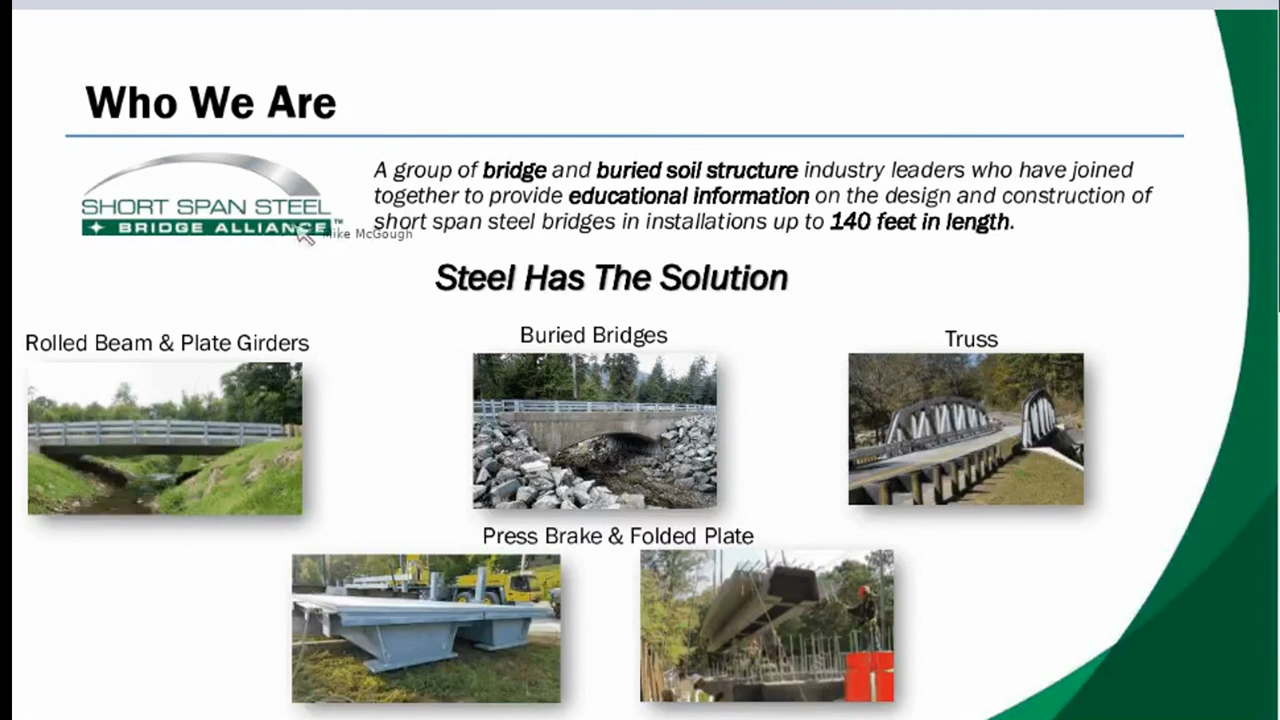 Who We Are
SHORT SPAN STEEL
BRIDGE ALLIANCE™
A group of bridge and buried soil structure industry leaders who have joined
together to provide educational information on the design and construction of
short span steel bridges in installations up to 140 feet in length.
Mike McGough
Steel Has The Solution
Rolled Beam & Plate Girders
Buried Bridges
Truss
Press Brake & Folded Plate